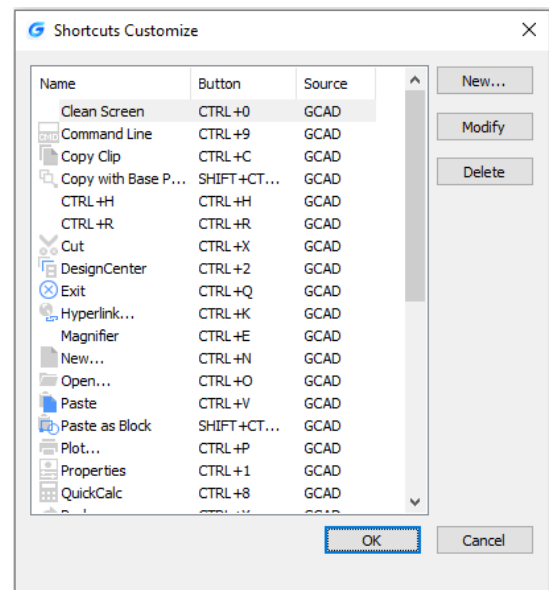 Shortcuts Customize
Name Button Source
Clean Screen CTRL+0 GCAD
Command Line CTRL+9 GCAD
Copy Clip CTRL+C GCAD
Copy with Base P... SHIFT+CT... GCAD
CTRL+H CTRL+H GCAD
CTRL+R CTRL+R GCAD
Cut CTRL+X GCAD
DesignCenter CTRL+2 GCAD
Exit CTRL+Q GCAD
Hyperlink... CTRL+K GCAD
Magnifier CTRL+E GCAD
New... CTRL+N GCAD
Open... CTRL+O GCAD
Paste CTRL+V GCAD
Paste as Block SHIFT+CT... GCAD
Plot... CTRL+P GCAD
Properties CTRL+1 GCAD
QuickCalc CTRL+8 GCAD
New...
Modify
Delete
OK
Cancel